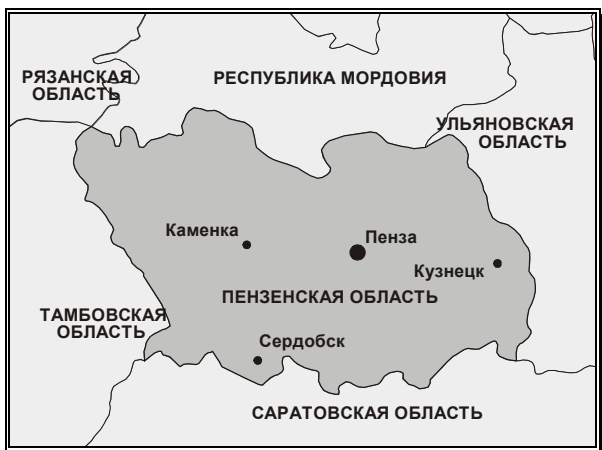 РЯЗАНСКАЯ
ОБЛАСТЬ
РЕСПУБЛИКА МОРДОВИЯ
УЛЬЯНОВСКАЯ
ОБЛАСТЬ
Каменка
Пенза
Кузнецк
ПЕНЗЕНСКАЯ ОБЛАСТЬ
ТАМБОВСКАЯ
ОБЛАСТЬ
Сердобск
САРАТОВСКАЯ ОБЛАСТЬ